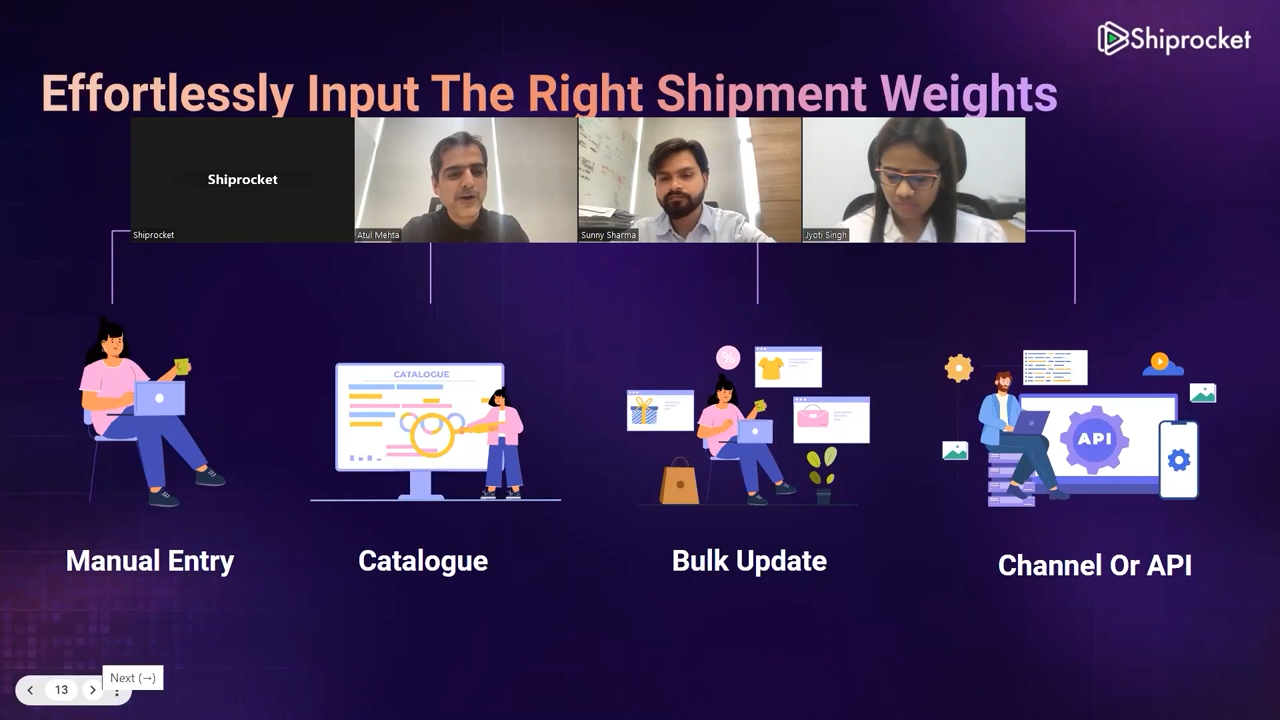 Shiprocket
Effortlessly Input The Right Shipment Weights
Shiprocket
Shiprocket
Atul Mehta
Sunny Sharma
Jyoti Singh
CATALOGUE
%
API
Manual Entry
Catalogue
Bulk Update
Channel Or API
Next (→)
13